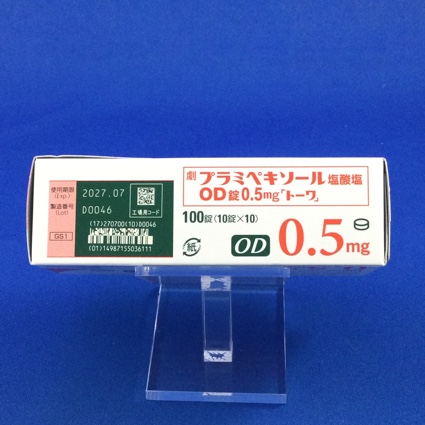 使用期限
(Exp.)
2027.07
製造番号
(Lot)
D0046
工場用コード
(17)270700(10)D0046
GS1
(01)14987155036111
劇 プラミペキソール塩酸塩
OD錠0.5mg「トーワ」
100錠(10錠×10)
紙
OD 0.5mg